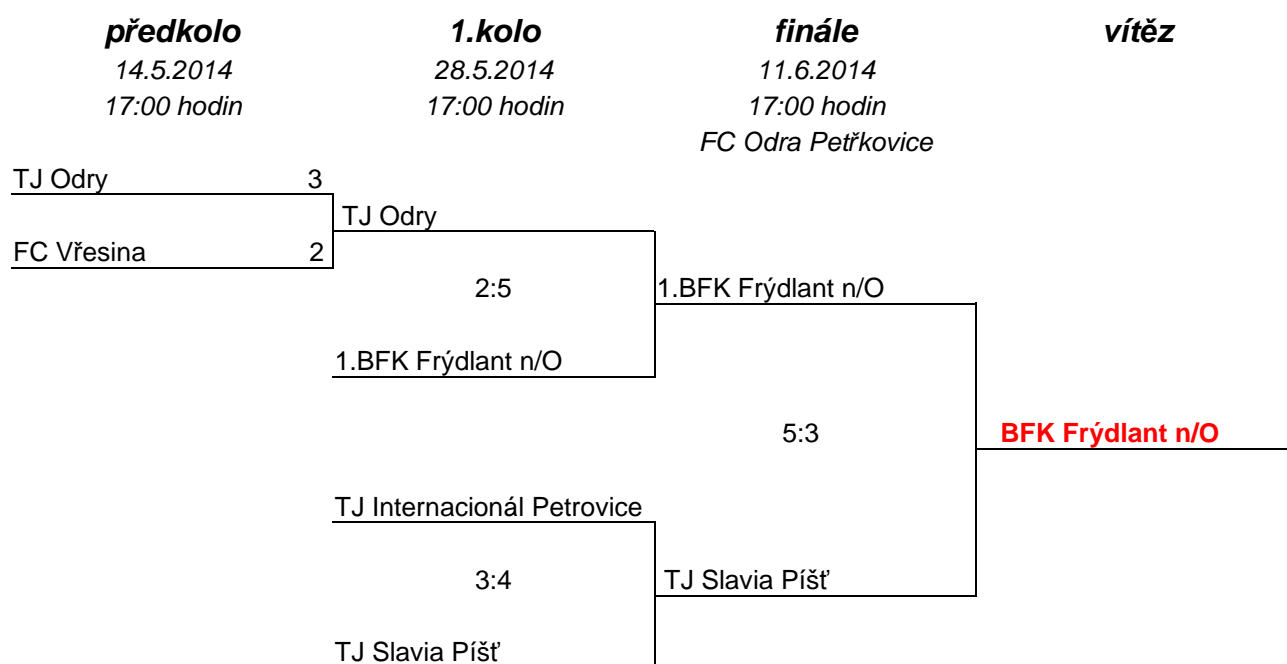 předkolo 1.kolo finále vítěz
14.5.2014 28.5.2014 11.6.2014
17:00 hodin 17:00 hodin 17:00 hodin
FC Odra Petřkovice
TJ Odry 3
TJ Odry
FC Vřesina 2
2:5 1.BFK Frýdlant n/O
1.BFK Frýdlant n/O
5:3 BFK Frýdlant n/O
TJ Internacionál Petrovice
3:4 TJ Slavia Píšť
TJ Slavia Píšť